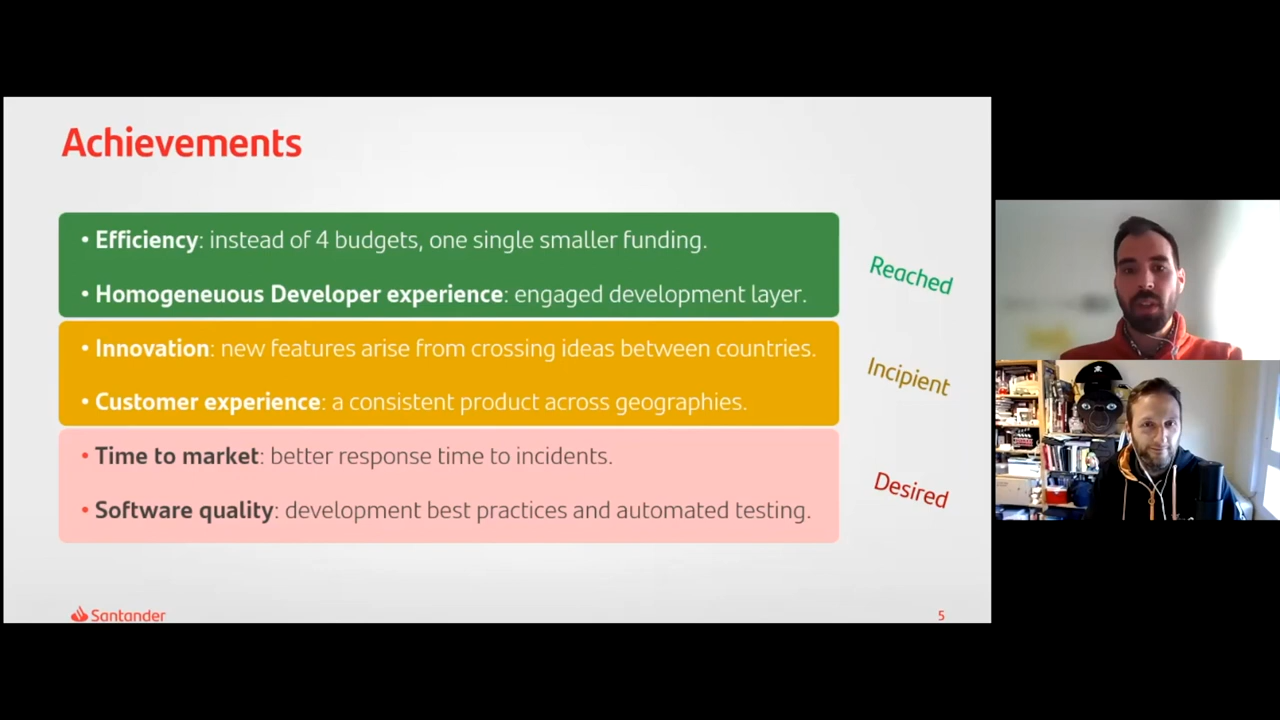 Achievements
• Efficiency: instead of 4 budgets, one single smaller funding.
• Homogeneuous Developer experience: engaged development layer.
Reached
• Innovation: new features arise from crossing ideas between countries.
• Customer experience: a consistent product across geographies.
Incipient
• Time to market: better response time to incidents.
• Software quality: development best practices and automated testing.
Desired
Santander
5